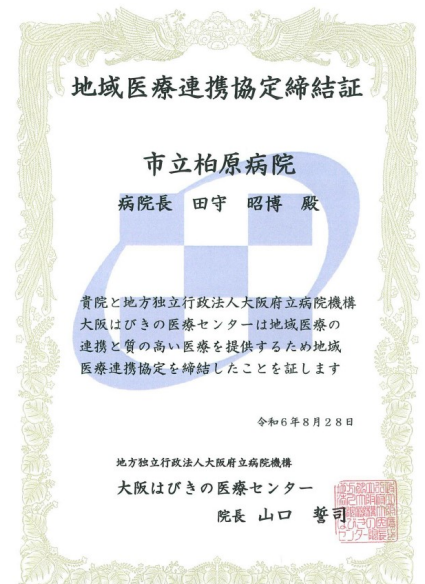 地域医療連携協定締結証
市立柏原病院
病院長 田守 昭博 殿
貴院と地方独立行政法人大阪府立病院機構
大阪はびきの医療センターは地域医療の
連携と質の高い医療を提供するため地域
医療連携協定を締結したことを証します
令和6年8月28日
地方独立行政法人大阪府立病院機構
大阪はびきの医療センター
院長 山口 誓司